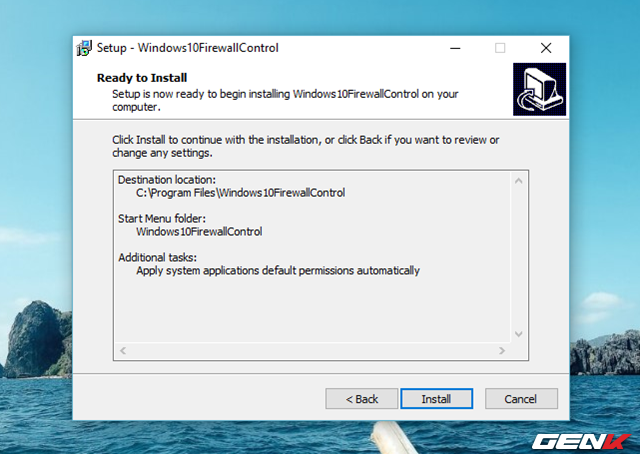 Setup - Windows10FirewallControl
Ready to Install
Setup is now ready to begin installing Windows10FirewallControl on your
computer.
Click Install to continue with the installation, or click Back if you want to review or
change any settings.
Destination location:
C:\Program Files\Windows10FirewallControl
Start Menu folder:
Windows10FirewallControl
Additional tasks:
Apply system applications default permissions automatically
< Back
Install
Cancel
GENK